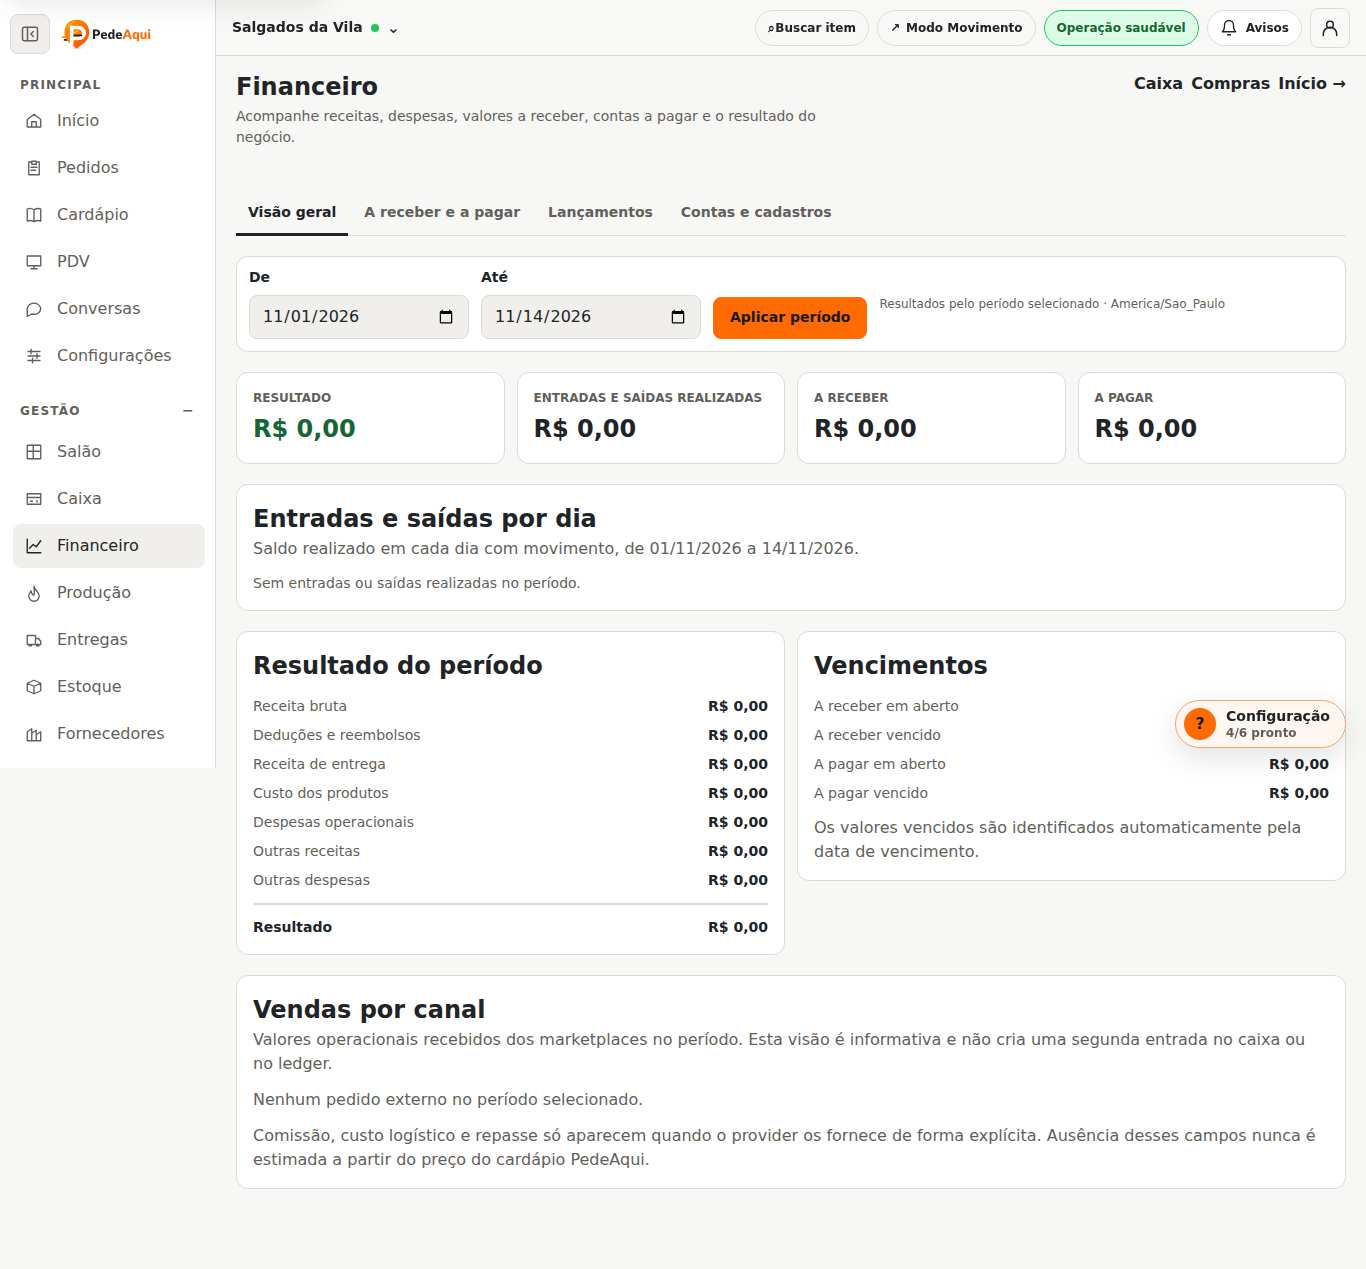 PedeAqui
PRINCIPAL
Início
Pedidos
Cardápio
PDV
Conversas
Configurações
GESTÃO −
Salão
Caixa
Financeiro
Produção
Entregas
Estoque
Fornecedores
Salgados da Vila
Buscar item
↗ Modo Movimento
Operação saudável
Avisos
Financeiro
Caixa Compras Início →
Acompanhe receitas, despesas, valores a receber, contas a pagar e o resultado do
negócio.
Visão geral
A receber e a pagar
Lançamentos
Contas e cadastros
De
11/01/2026
Até
11/14/2026
Aplicar período
Resultados pelo período selecionado · America/Sao_Paulo
RESULTADO
R$ 0,00
ENTRADAS E SAÍDAS REALIZADAS
R$ 0,00
A RECEBER
R$ 0,00
A PAGAR
R$ 0,00
Entradas e saídas por dia
Saldo realizado em cada dia com movimento, de 01/11/2026 a 14/11/2026.
Sem entradas ou saídas realizadas no período.
Resultado do período
Receita bruta R$ 0,00
Deduções e reembolsos R$ 0,00
Receita de entrega R$ 0,00
Custo dos produtos R$ 0,00
Despesas operacionais R$ 0,00
Outras receitas R$ 0,00
Outras despesas R$ 0,00
Resultado R$ 0,00
Vencimentos
A receber em aberto
A receber vencido
A pagar em aberto R$ 0,00
A pagar vencido R$ 0,00
Os valores vencidos são identificados automaticamente pela
data de vencimento.
?
Configuração
4/6 pronto
Vendas por canal
Valores operacionais recebidos dos marketplaces no período. Esta visão é informativa e não cria uma segunda entrada no caixa ou
no ledger.
Nenhum pedido externo no período selecionado.
Comissão, custo logístico e repasse só aparecem quando o provider os fornece de forma explícita. Ausência desses campos nunca é
estimada a partir do preço do cardápio PedeAqui.